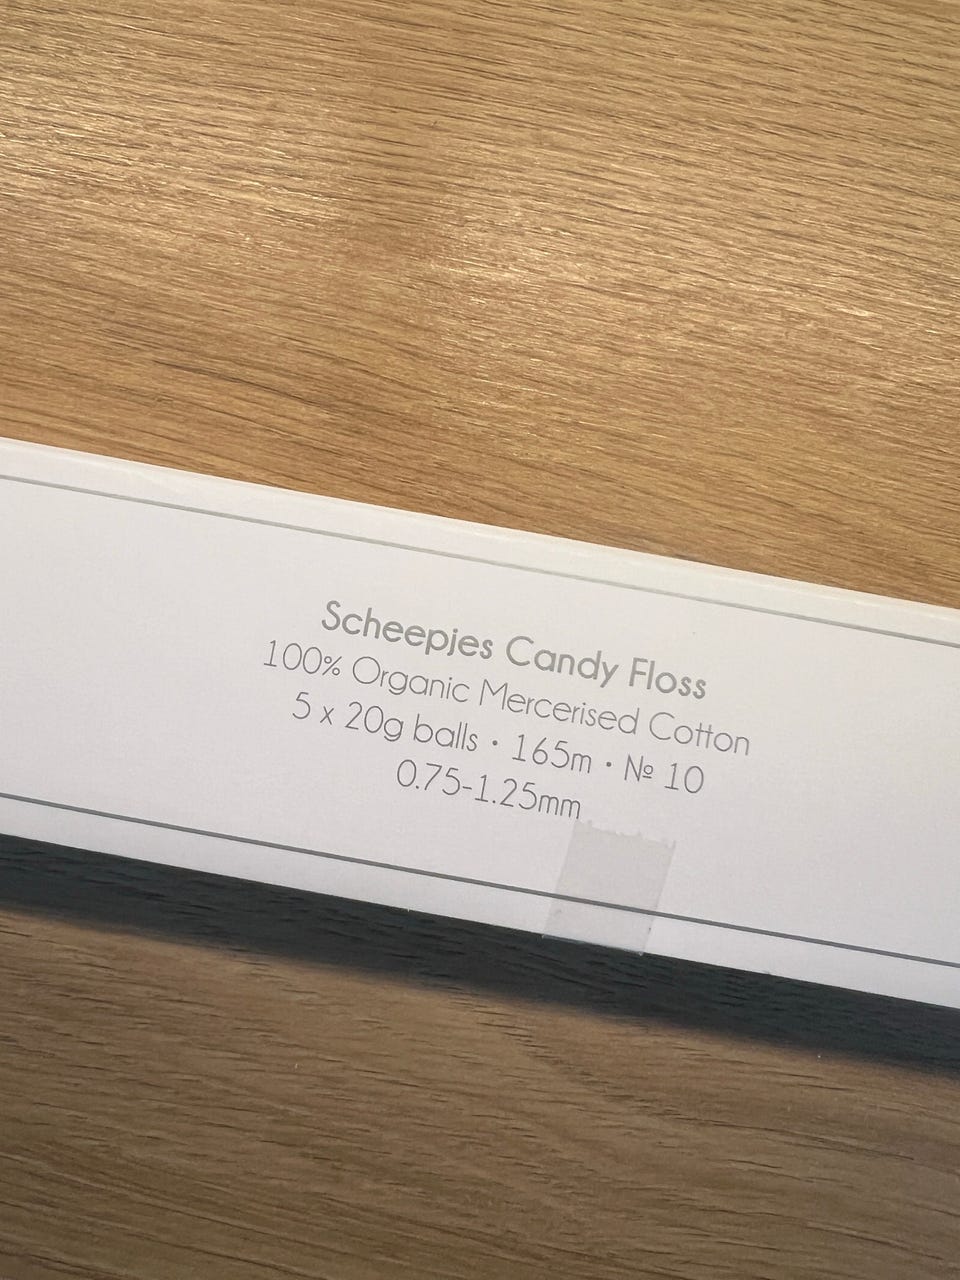 Scheepjes Candy Floss
100% Organic Mercerised Cotton
5 x 20g balls • 165m • № 10
0.75-1.25mm